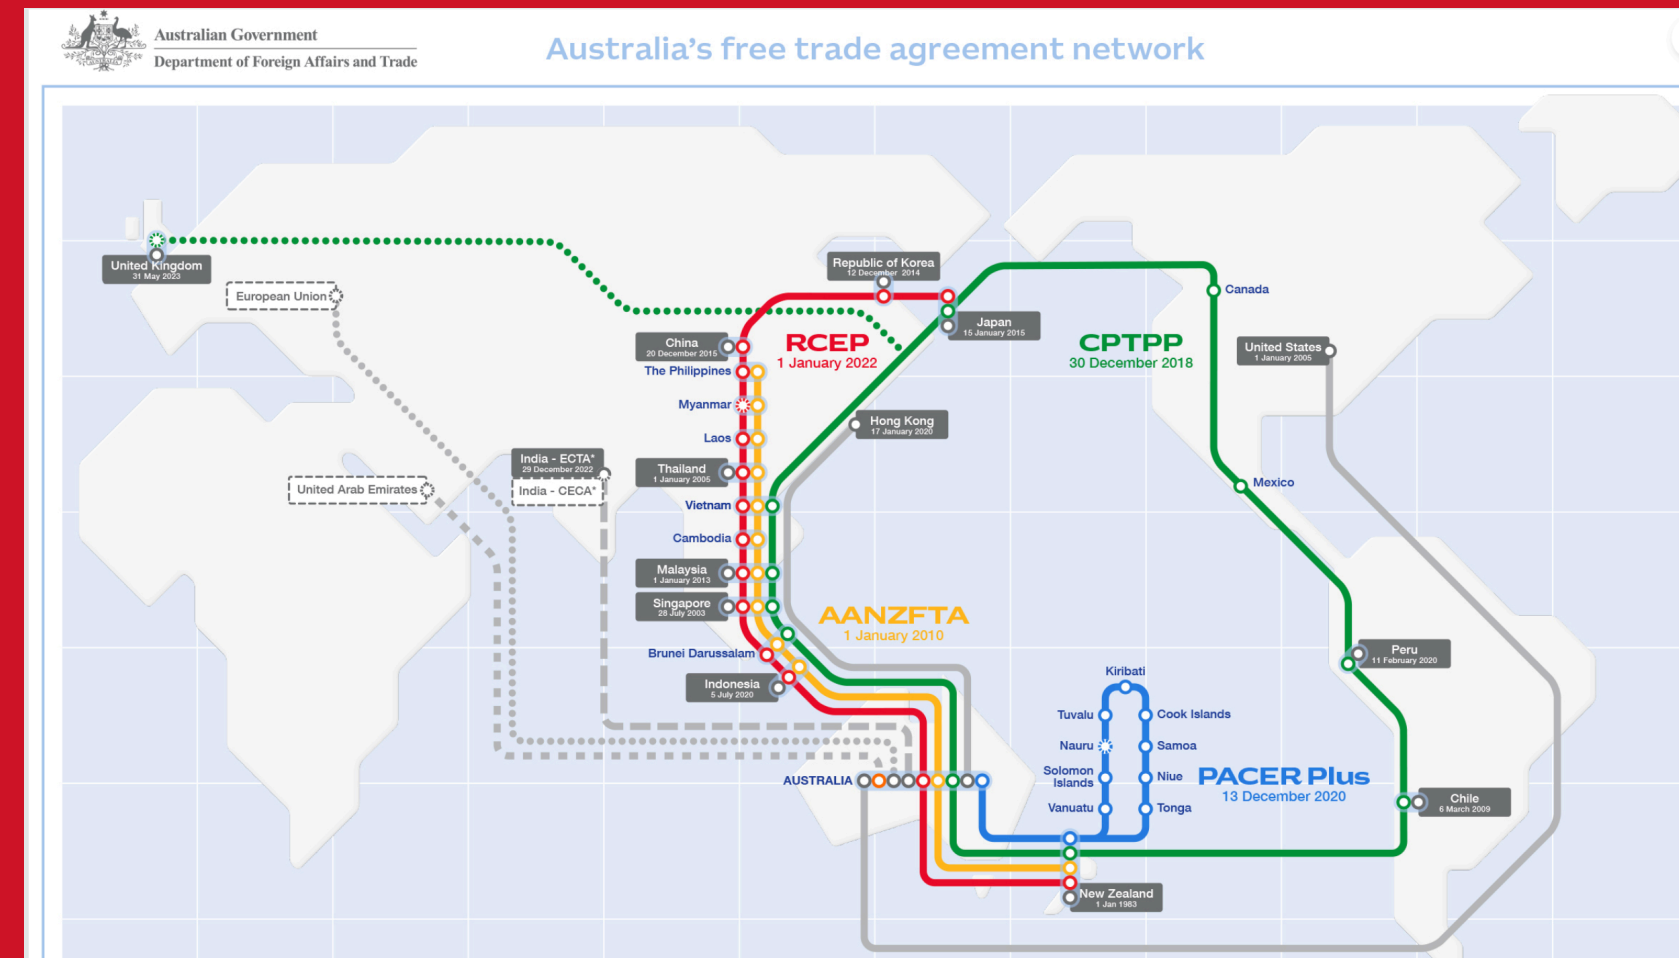 Australian Government
Department of Foreign Affairs and Trade
Australia's free trade agreement network
United Kingdom
31 May 2023
European Union
Republic of Korea
12 December 2014
Canada
Japan
15 January 2015
RCEP
1 January 2022
CPTPP
30 December 2018
China
20 December 2015
United States
1 January 2005
The Philippines
Myanmar
Hong Kong
17 January 2020
Laos
India - ECTA*
29 December 2022
Thailand
1 January 2005
United Arab Emirates
India - CECA*
Mexico
Vietnam
Cambodia
Malaysia
1 January 2013
Singapore
28 July 2003
AANZFTA
1 January 2010
Brunei Darussalam
Peru
11 February 2020
Indonesia
5 July 2020
Kiribati
Tuvalu
Cook Islands
Nauru
Samoa
Solomon
Islands
Niue
PACER Plus
13 December 2020
AUSTRALIA
Vanuatu
Tonga
Chile
6 March 2009
New Zealand
1 Jan 1983